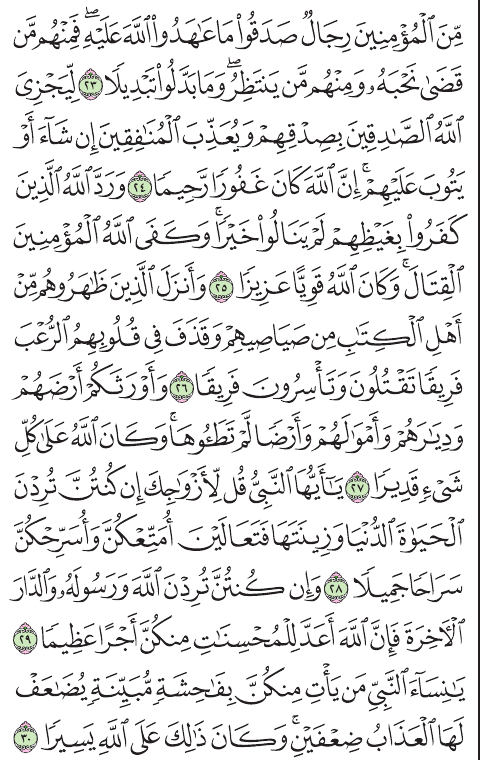 مِّنَ ٱلْمُؤْمِنِينَ رِجَالٌ صَدَقُوا۟ مَا عَٰهَدُوا۟ ٱللَّهَ عَلَيْهِ ۖ فَمِنْهُم مَّن
قَضَىٰ نَحْبَهُۥ وَمِنْهُم مَّن يَنتَظِرُ ۖ وَمَا بَدَّلُوا۟ تَبْدِيلًا ٢٣ لِّيَجْزِىَ
ٱللَّهُ ٱلصَّٰدِقِينَ بِصِدْقِهِمْ وَيُعَذِّبَ ٱلْمُنَٰفِقِينَ إِن شَآءَ أَوْ
يَتُوبَ عَلَيْهِمْ ۚ إِنَّ ٱللَّهَ كَانَ غَفُورًا رَّحِيمًا ٢٤ وَرَدَّ ٱللَّهُ ٱلَّذِينَ
كَفَرُوا۟ بِغَيْظِهِمْ لَمْ يَنَالُوا۟ خَيْرًا ۚ وَكَفَى ٱللَّهُ ٱلْمُؤْمِنِينَ
ٱلْقِتَالَ ۚ وَكَانَ ٱللَّهُ قَوِيًّا عَزِيزًا ٢٥ وَأَنزَلَ ٱلَّذِينَ ظَٰهَرُوهُم مِّنْ
أَهْلِ ٱلْكِتَٰبِ مِن صَيَاصِيهِمْ وَقَذَفَ فِى قُلُوبِهِمُ ٱلرُّعْبَ
فَرِيقًا تَقْتُلُونَ وَتَأْسِرُونَ فَرِيقًا ٢٦ وَأَوْرَثَكُمْ أَرْضَهُمْ
وَدِيَٰرَهُمْ وَأَمْوَٰلَهُمْ وَأَرْضًا لَّمْ تَطَـُٔوهَا ۚ وَكَانَ ٱللَّهُ عَلَىٰ كُلِّ
شَىْءٍ قَدِيرًا ٢٧ يَٰٓأَيُّهَا ٱلنَّبِىُّ قُل لِّأَزْوَٰجِكَ إِن كُنتُنَّ تُرِدْنَ
ٱلْحَيَوٰةَ ٱلدُّنْيَا وَزِينَتَهَا فَتَعَالَيْنَ أُمَتِّعْكُنَّ وَأُسَرِّحْكُنَّ
سَرَاحًا جَمِيلًا ٢٨ وَإِن كُنتُنَّ تُرِدْنَ ٱللَّهَ وَرَسُولَهُۥ وَٱلدَّارَ
ٱلْءَاخِرَةَ فَإِنَّ ٱللَّهَ أَعَدَّ لِلْمُحْسِنَٰتِ مِنكُنَّ أَجْرًا عَظِيمًا ٢٩
يَٰنِسَآءَ ٱلنَّبِىِّ مَن يَأْتِ مِنكُنَّ بِفَٰحِشَةٍ مُّبَيِّنَةٍ يُضَٰعَفْ
لَهَا ٱلْعَذَابُ ضِعْفَيْنِ ۚ وَكَانَ ذَٰلِكَ عَلَى ٱللَّهِ يَسِيرًا ٣٠